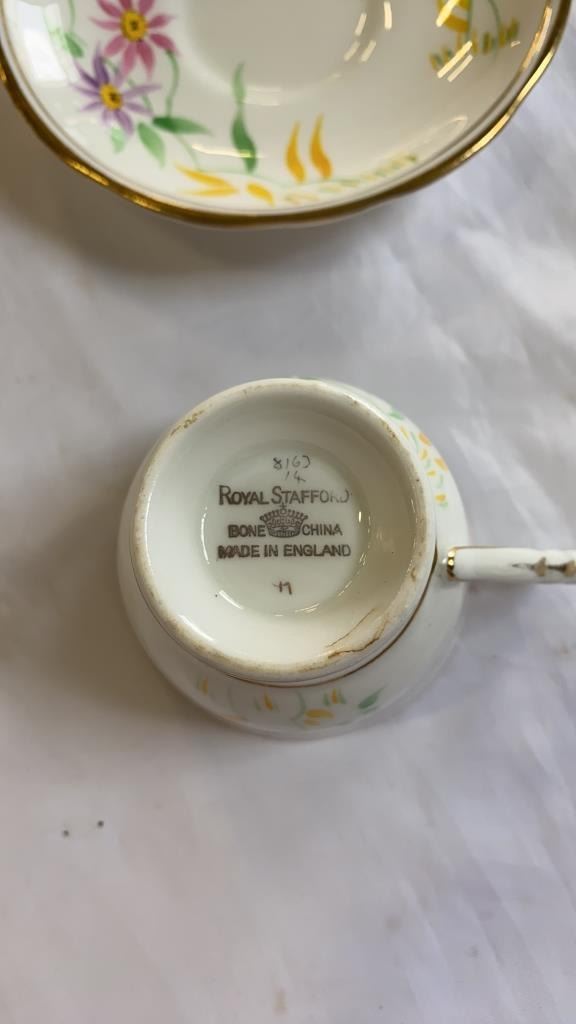 8163
14
ROYAL STAFFORD
BONE CHINA
MADE IN ENGLAND